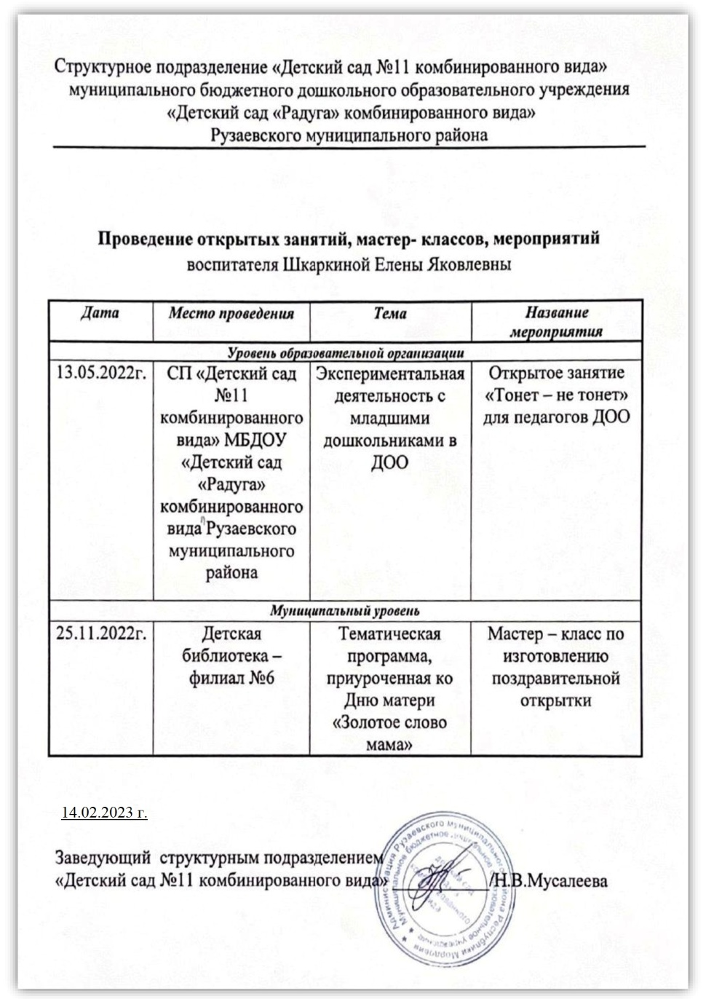 Структурное подразделение «Детский сад №11 комбинированного вида»
муниципального бюджетного дошкольного образовательного учреждения
«Детский сад «Радуга» комбинированного вида»
Рузаевского муниципального района
Проведение открытых занятий, мастер- классов, мероприятий
воспитателя Шкаркиной Елены Яковлевны
Дата
Место проведения
Тема
Название
мероприятия
Уровень образовательной организации
13.05.2022г.
СП «Детский сад
№11
комбинированного
вида» МБДОУ
«Детский сад
«Радуга»
комбинированного
вида Рузаевского
муниципального
района
Экспериментальная
деятельность с
младшими
дошкольниками в
ДОО
Открытое занятие
«Тонет – не тонет»
для педагогов ДОО
Муниципальный уровень
25.11.2022г.
Детская
библиотека –
филиал №6
Тематическая
программа,
приуроченная ко
Дню матери
«Золотое слово
мама»
Мастер – класс по
изготовлению
поздравительной
открытки
14.02.2023 г.
Заведующий структурным подразделением
«Детский сад №11 комбинированного вида» /Н.В.Мусалеева
Администрация Рузаевского муниципального района Республики Мордовия